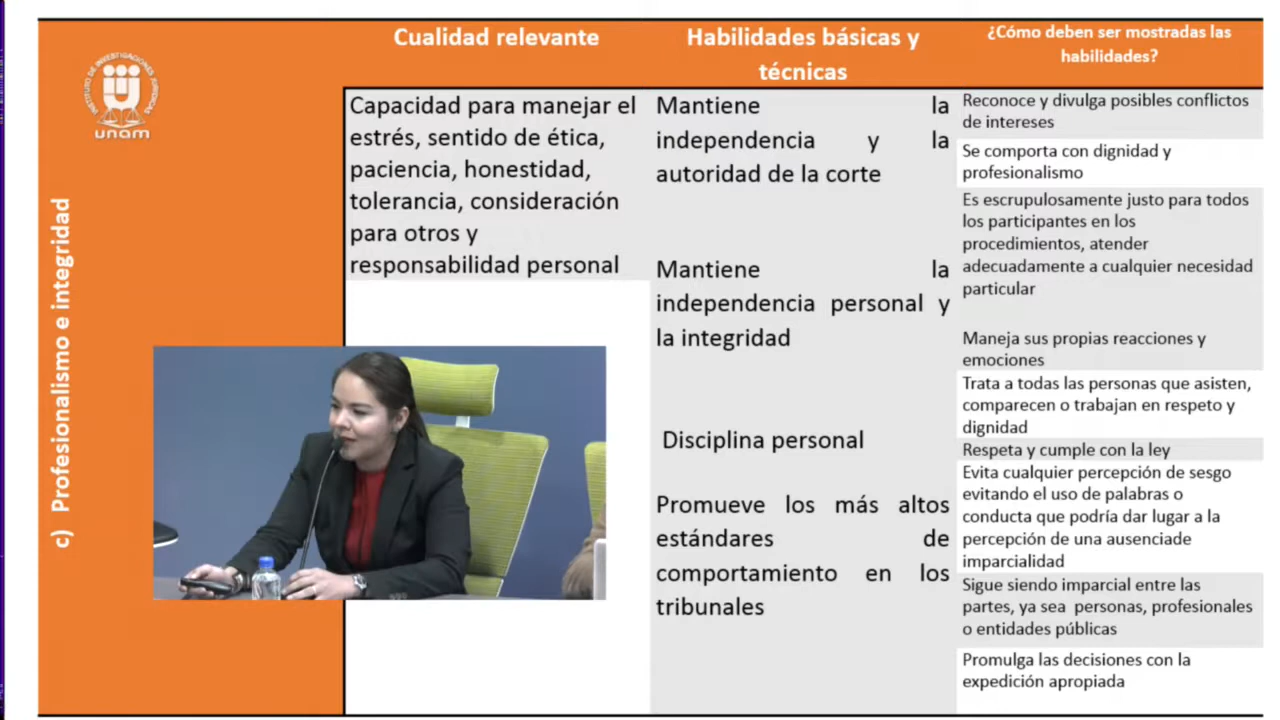 INSTITUTO DE INVESTIGACIONES JURÍDICAS
unam
c) Profesionalismo e integridad
Cualidad relevante
Capacidad para manejar el
estrés, sentido de ética,
paciencia, honestidad,
tolerancia, consideración
para otros y
responsabilidad personal
Habilidades básicas y
técnicas
Mantiene la
independencia y la
autoridad de la corte
Mantiene la
independencia personal y
la integridad
Disciplina personal
Promueve los más altos
estándares de
comportamiento en los
tribunales
¿Cómo deben ser mostradas las
habilidades?
Reconoce y divulga posibles conflictos
de intereses
Se comporta con dignidad y
profesionalismo
Es escrupulosamente justo para todos
los participantes en los
procedimientos, atender
adecuadamente a cualquier necesidad
particular
Maneja sus propias reacciones y
emociones
Trata a todas las personas que asisten,
comparecen o trabajan en respeto y
dignidad
Respeta y cumple con la ley
Evita cualquier percepción de sesgo
evitando el uso de palabras o
conducta que podría dar lugar a la
percepción de una ausenciade
imparcialidad
Sigue siendo imparcial entre las
partes, ya sea personas, profesionales
o entidades públicas
Promulga las decisiones con la
expedición apropiada